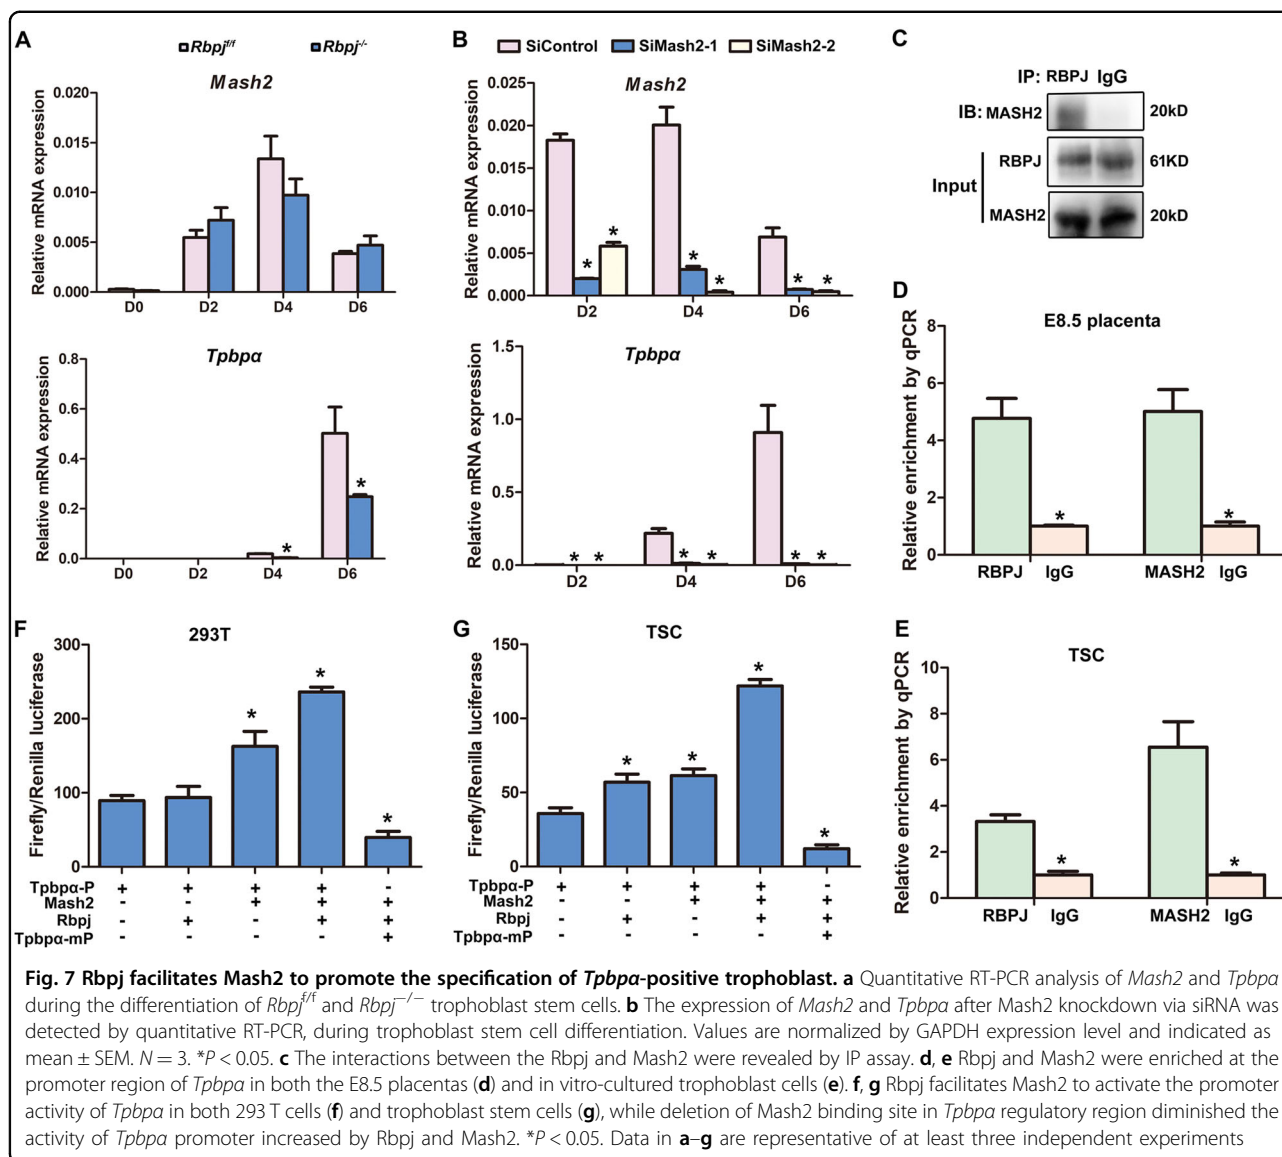 A
Rbpj^f/f Rbpj^-/-
Mash2
Relative mRNA expression
0.020
0.015
0.010
0.005
0.000
D0 D2 D4 D6
Tpbpα
Relative mRNA expression
0.8
0.6
0.4
0.2
0.0
* *
D0 D2 D4 D6
B
SiControl SiMash2-1 SiMash2-2
Mash2
Relative mRNA expression
0.025
0.020
0.015
0.010
0.005
0.000
* * * * * *
D2 D4 D6
Tpbpα
Relative mRNA expression
1.5
1.0
0.5
0.0
* * * * * *
D2 D4 D6
C
IP: RBPJ IgG
IB: MASH2 20kD
Input
RBPJ 61KD
MASH2 20kD
D
E8.5 placenta
Relative enrichment by qPCR
8
6
4
2
0
* *
RBPJ IgG MASH2 IgG
E
TSC
Relative enrichment by qPCR
10
8
6
4
2
0
* *
RBPJ IgG MASH2 IgG
F
293T
Firefly/Renilla luciferase
300
200
100
0
* * *
Tpbpα-P + + + + -
Mash2 - - + + +
Rbpj - + - + +
Tpbpα-mP - - - - +
G
TSC
Firefly/Renilla luciferase
150
100
50
0
* * * *
Tpbpα-P + + + + -
Mash2 - - + + +
Rbpj - + - + +
Tpbpα-mP - - - - +
Fig. 7 Rbpj facilitates Mash2 to promote the specification of Tpbpα-positive trophoblast. a Quantitative RT-PCR analysis of Mash2 and Tpbpα
during the differentiation of Rbpj^f/f and Rbpj^−/− trophoblast stem cells. b The expression of Mash2 and Tpbpα after Mash2 knockdown via siRNA was
detected by quantitative RT-PCR, during trophoblast stem cell differentiation. Values are normalized by GAPDH expression level and indicated as
mean ± SEM. N = 3. *P < 0.05. c The interactions between the Rbpj and Mash2 were revealed by IP assay. d, e Rbpj and Mash2 were enriched at the
promoter region of Tpbpα in both the E8.5 placentas (d) and in vitro-cultured trophoblast cells (e). f, g Rbpj facilitates Mash2 to activate the promoter
activity of Tpbpα in both 293 T cells (f) and trophoblast stem cells (g), while deletion of Mash2 binding site in Tpbpα regulatory region diminished the
activity of Tpbpα promoter increased by Rbpj and Mash2. *P < 0.05. Data in a–g are representative of at least three independent experiments